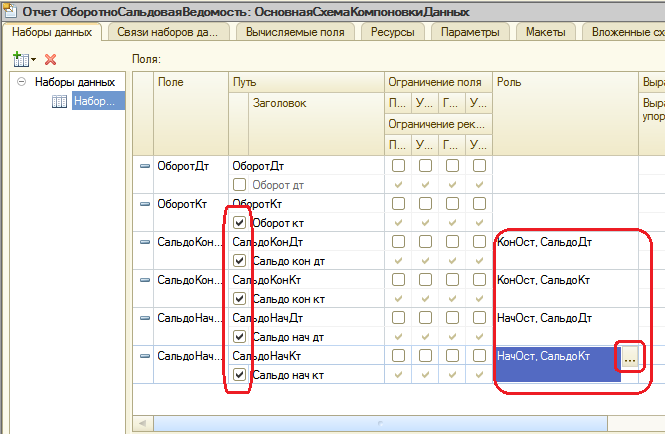 Отчет ОборотноСальдоваяВедомость: ОсновнаяСхемаКомпоновкиДанных
Наборы данных Связи наборов да... Вычисляемые поля Ресурсы Параметры Макеты Вложенные сх
Поля:
Наборы данных
Набор...
Поле Путь Ограничение поля Роль Выра
Заголовок П... У... Г... У... Выра
Ограничение рек... упор
П... У... Г... У...
ОборотДт ОборотДт
Оборот дт
ОборотКт ОборотКт
Оборот кт
СальдоКон... СальдоКонДт КонОст, СальдоДт
Сальдо кон дт
СальдоКон... СальдоКонКт КонОст, СальдоКт
Сальдо кон кт
СальдоНач... СальдоНачДт НачОст, СальдоДт
Сальдо нач дт
СальдоНач... СальдоНачКт НачОст, СальдоКт ...
Сальдо нач кт